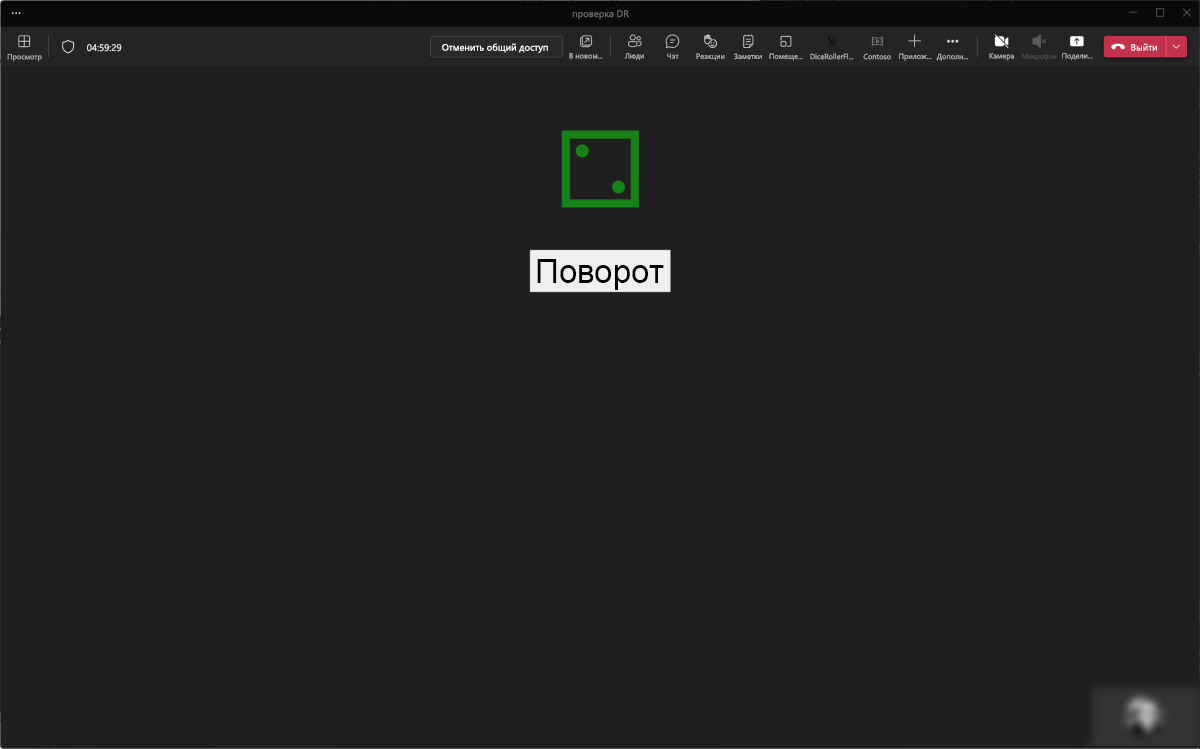 проверка DR
Просмотр
04:59:29
Отменить общий доступ
В новом...
Люди
Чат
Реакции
Заметки
Помеще...
DiceRollerFl...
Contoso
Прилож...
Дополн...
Камера
Микрофон
Подели...
Выйти
Поворот